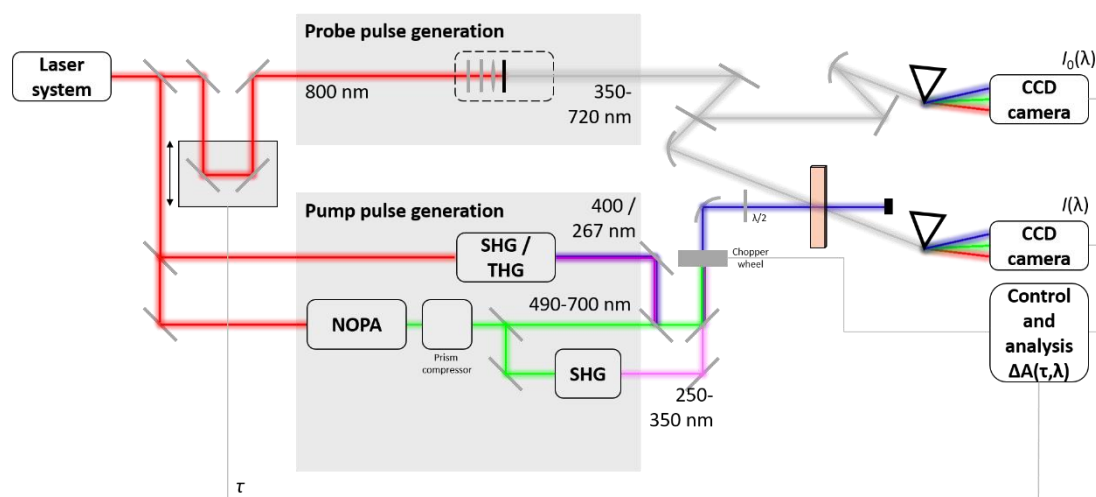 Probe pulse generation
Laser
system
800 nm
350-
720 nm
I₀(λ)
CCD
camera
Pump pulse generation
400 /
267 nm
SHG /
THG
λ/2
Chopper
wheel
I(λ)
CCD
camera
490-700 nm
NOPA
Prism
compressor
SHG
250-
350 nm
Control
and
analysis
ΔA(τ,λ)
τ